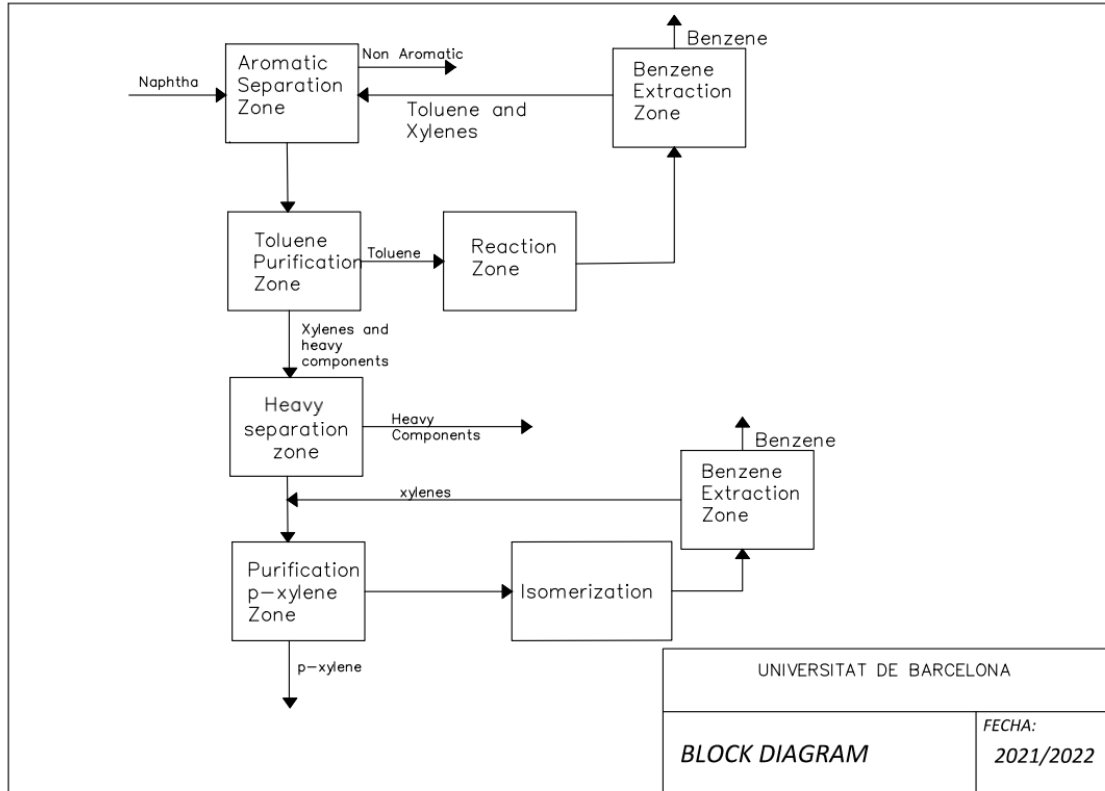 Naphtha
Aromatic
Separation
Zone
Non Aromatic
Toluene and
Xylenes
Benzene
Benzene
Extraction
Zone
Toluene
Purification
Zone
Toluene
Reaction
Zone
Xylenes and
heavy
components
Heavy
separation
zone
Heavy
Components
xylenes
Benzene
Benzene
Extraction
Zone
Purification
p-xylene
Zone
Isomerization
p-xylene
UNIVERSITAT DE BARCELONA
BLOCK DIAGRAM
FECHA:
2021/2022